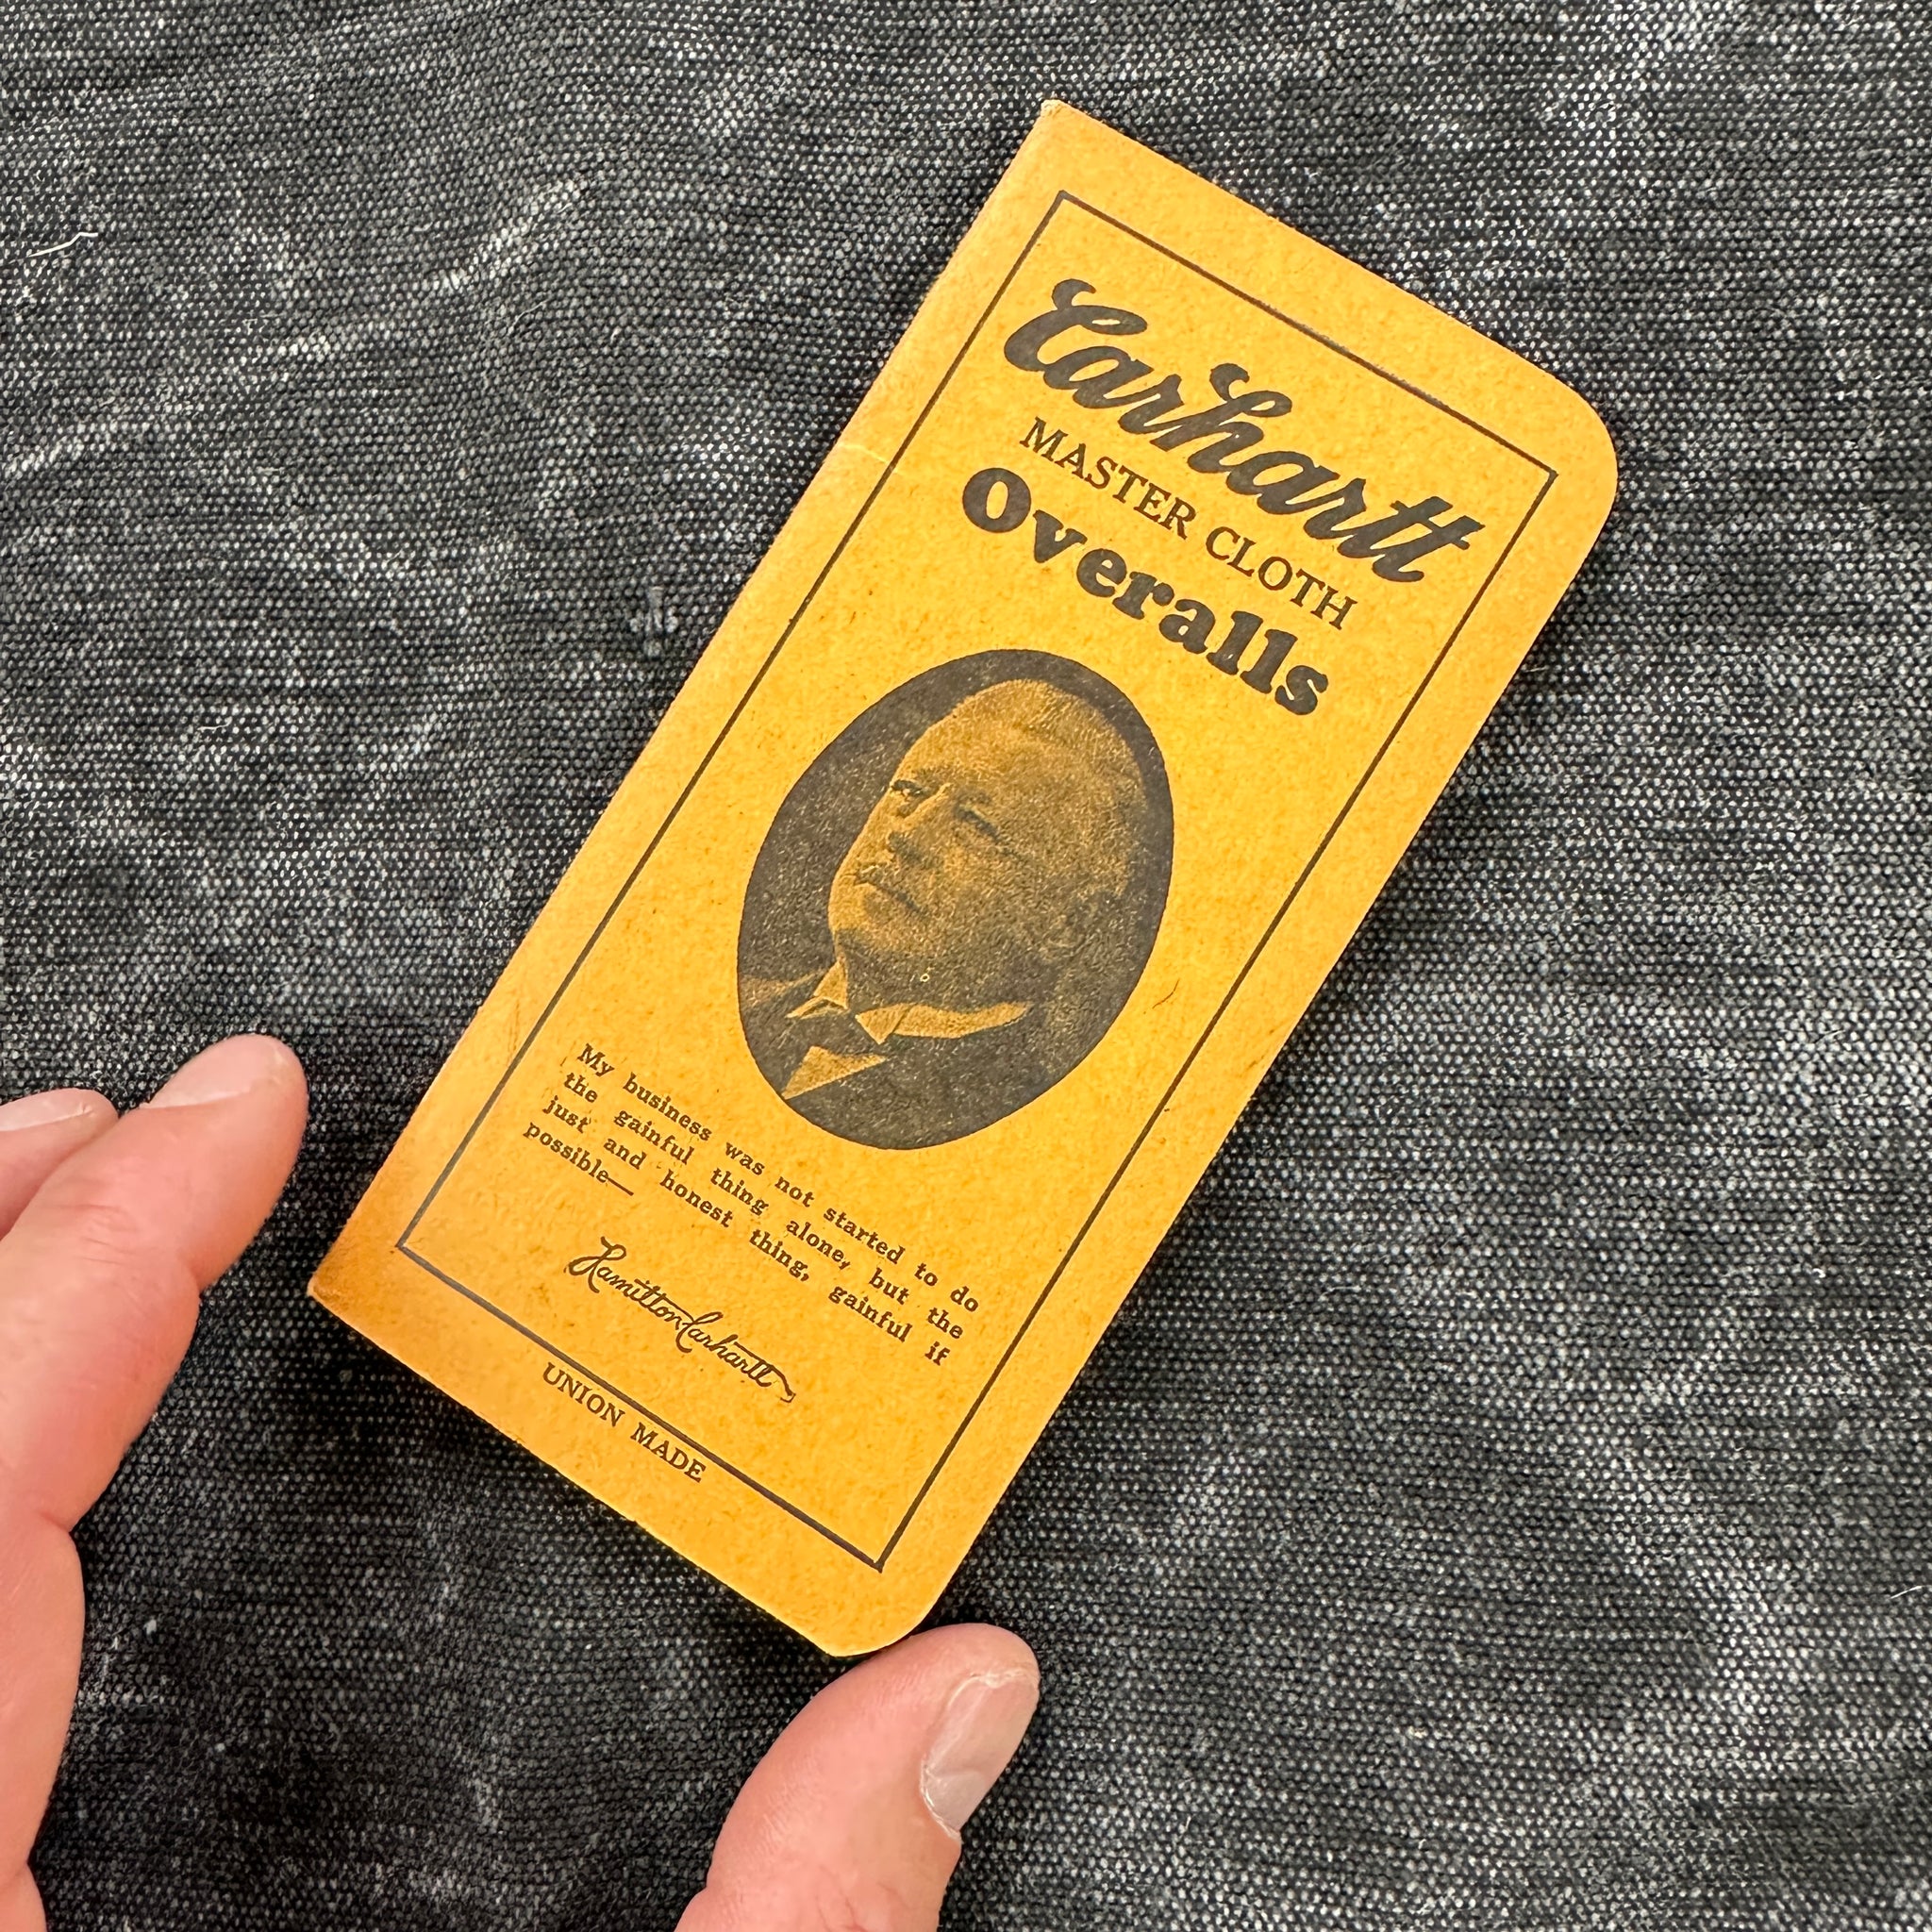 Carhartt
MASTER CLOTH
Overalls
My business was not started to do
the gainful thing alone, but the
just and honest thing, gainful if
possible—
Hamilton Carhartt
UNION MADE